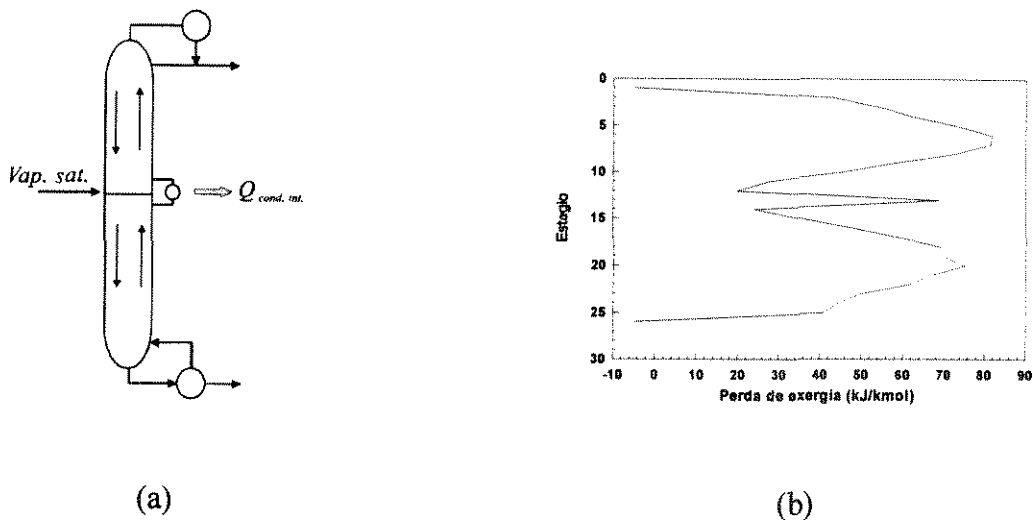 Vap. sat.
Q cond. int.
(a)
Estagio
0
5
10
15
20
25
30
-10 0 10 20 30 40 50 60 70 80 90
Perda de exergia (kJ/kmol)
(b)